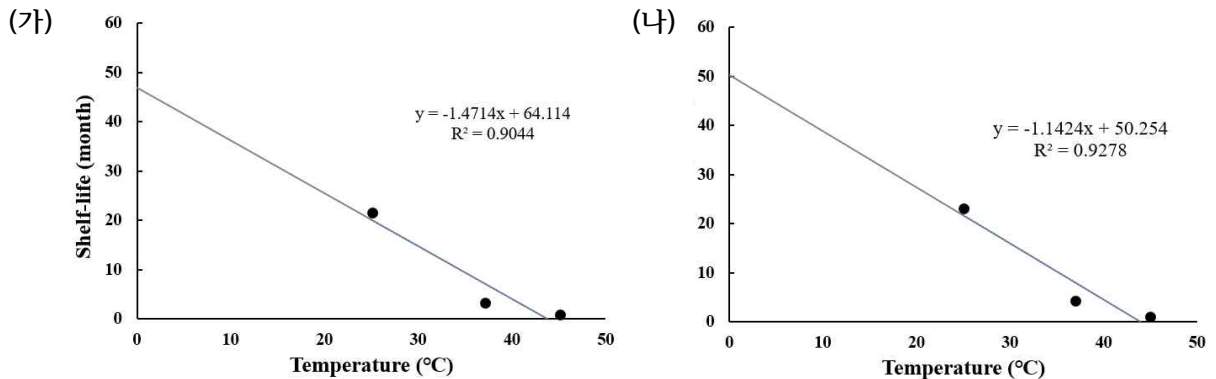 (가)
60
50
40
30
20
10
0
Shelf-life (month)
y = -1.4714x + 64.114
R² = 0.9044
0 10 20 30 40 50
Temperature (°C)
(나)
60
50
40
30
20
10
0
y = -1.1424x + 50.254
R² = 0.9278
0 10 20 30 40 50
Temperature (°C)